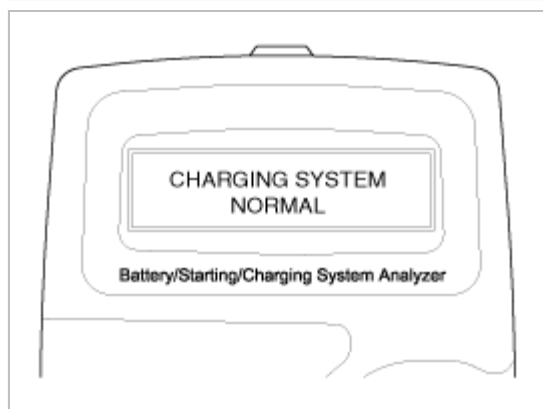 CHARGING SYSTEM
NORMAL
Battery/Starting/Charging System Analyzer